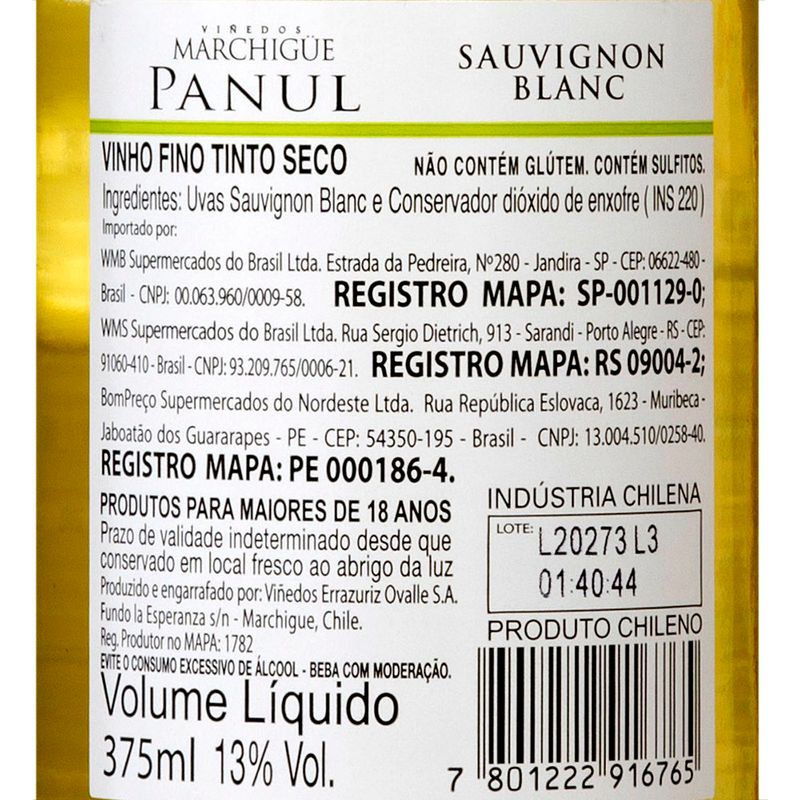 VIÑEDOS
MARCHIGÜE
PANUL
SAUVIGNON
BLANC
VINHO FINO TINTO SECO
NÃO CONTÉM GLÚTEM. CONTÉM SULFITOS.
Ingredientes: Uvas Sauvignon Blanc e Conservador dióxido de enxofre ( INS 220 )
Importado por:
WMB Supermercados do Brasil Ltda. Estrada da Pedreira, Nº280 - Jandira - SP - CEP: 06622-480 -
Brasil - CNPJ: 00.063.960/0009-58. REGISTRO MAPA: SP-001129-0;
WMS Supermercados do Brasil Ltda. Rua Sergio Dietrich, 913 - Sarandi - Porto Alegre - RS - CEP:
91060-410 - Brasil - CNPJ: 93.209.765/0006-21. REGISTRO MAPA: RS 09004-2;
BomPreço Supermercados do Nordeste Ltda. Rua República Eslovaca, 1623 - Muribeca -
Jaboatão dos Guararapes - PE - CEP: 54350-195 - Brasil - CNPJ: 13.004.510/0258-40.
REGISTRO MAPA: PE 000186-4.
PRODUTOS PARA MAIORES DE 18 ANOS
Prazo de validade indeterminado desde que
conservado em local fresco ao abrigo da luz
Produzido e engarrafado por: Viñedos Errazuriz Ovalle S.A.
Fundo la Esperanza s/n - Marchigue, Chile.
Reg. Produtor no MAPA: 1782
EVITE O CONSUMO EXCESSIVO DE ÁLCOOL - BEBA COM MODERAÇÃO.
Volume Líquido
375ml 13% Vol.
INDÚSTRIA CHILENA
LOTE: L20273 L3
01:40:44
PRODUTO CHILENO
7 801222 916765